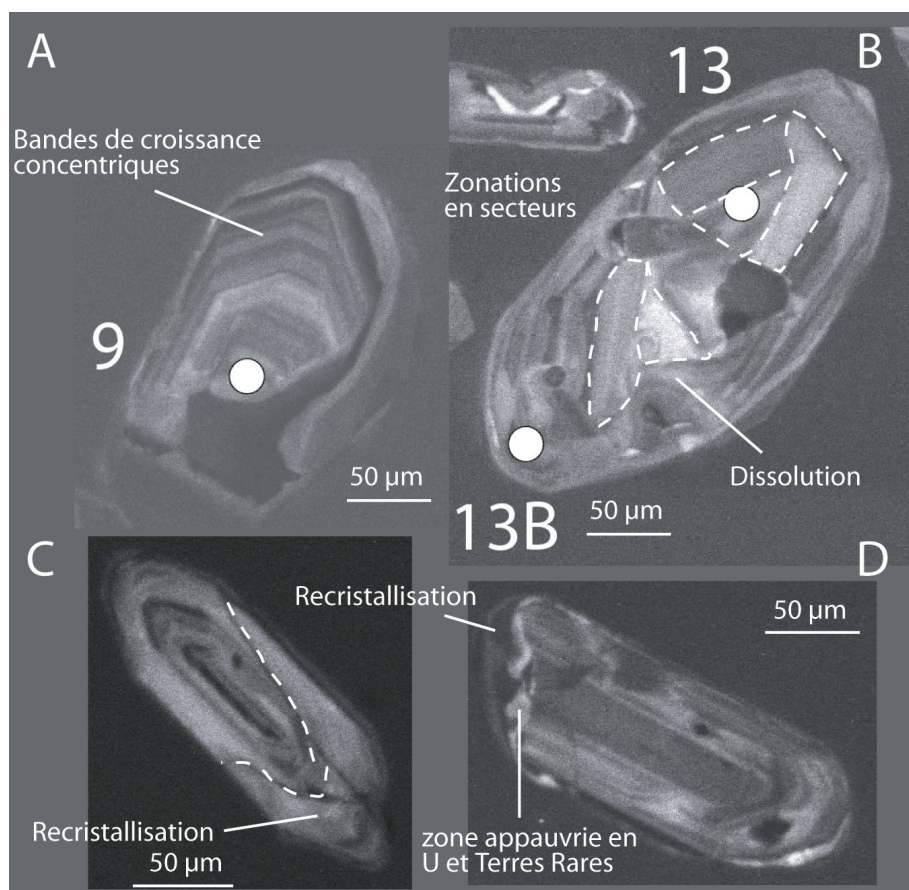 A
Bandes de croissance
concentriques
9
50 µm
B
13
Zonations
en secteurs
Dissolution
13B
50 µm
C
Recristallisation
50 µm
D
Recristallisation
50 µm
zone appauvrie en
U et Terres Rares